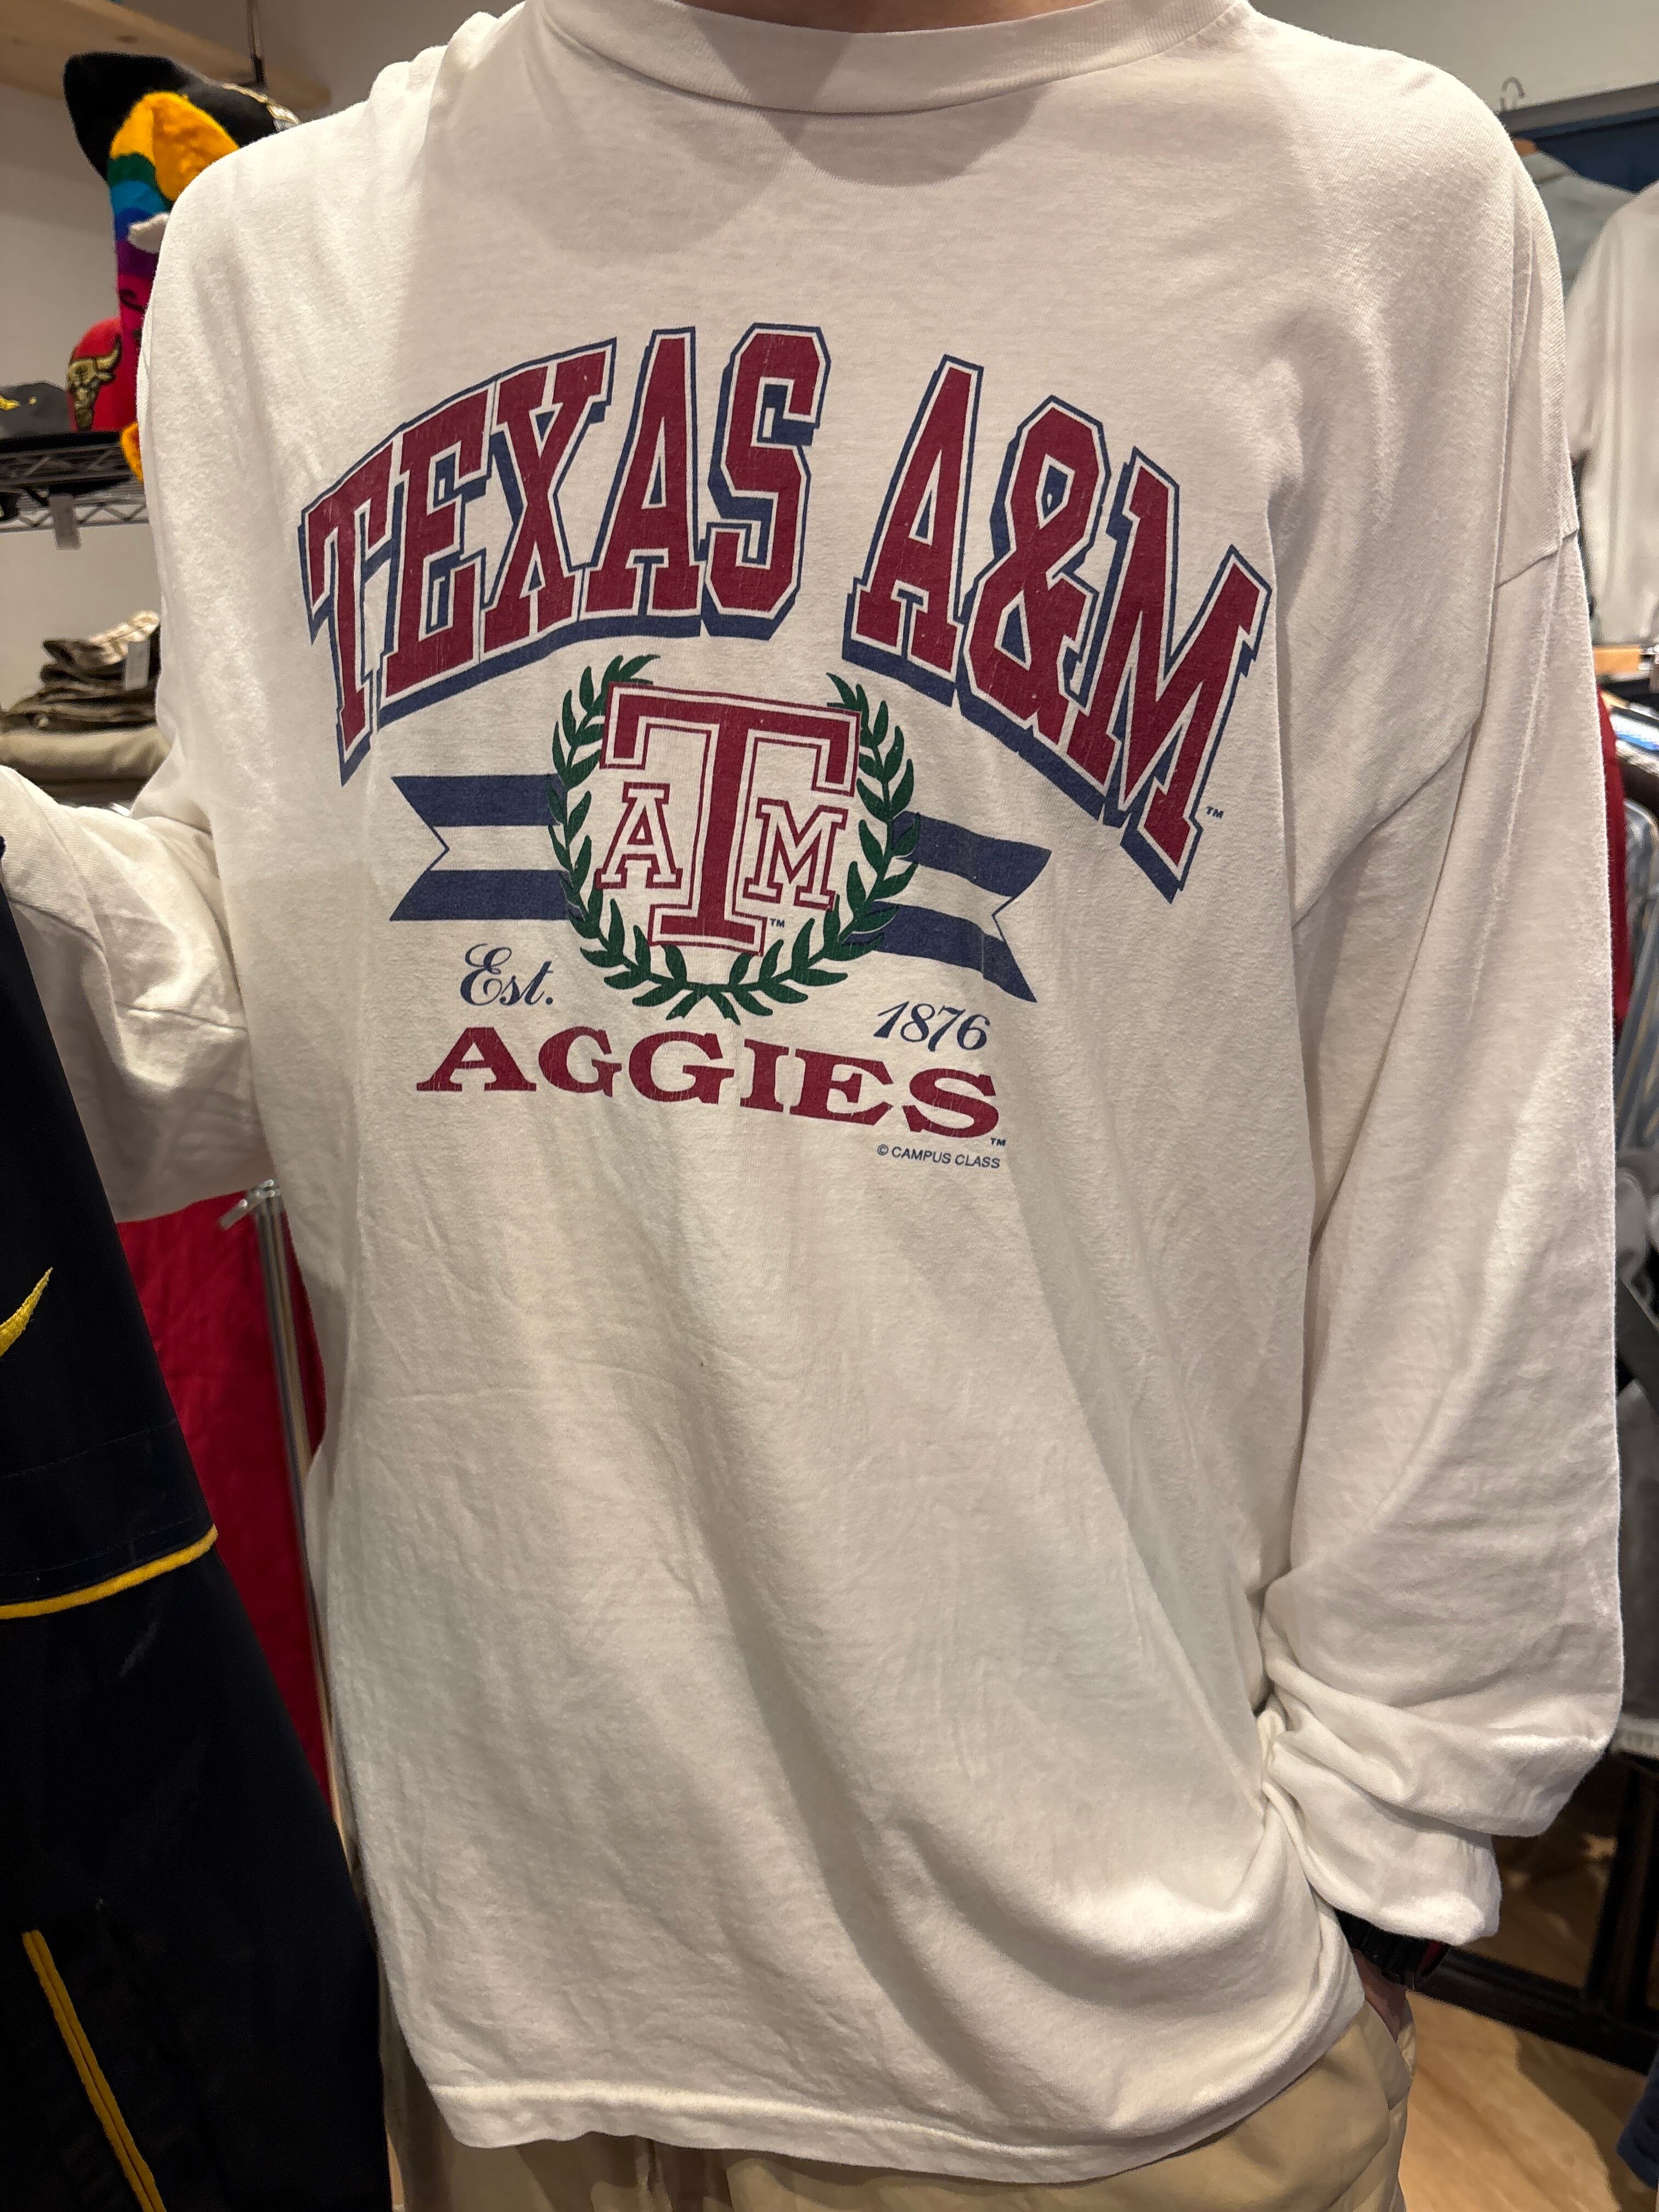 TEXAS A&M™
ATM™
Est. 1876
AGGIES™
© CAMPUS CLASS